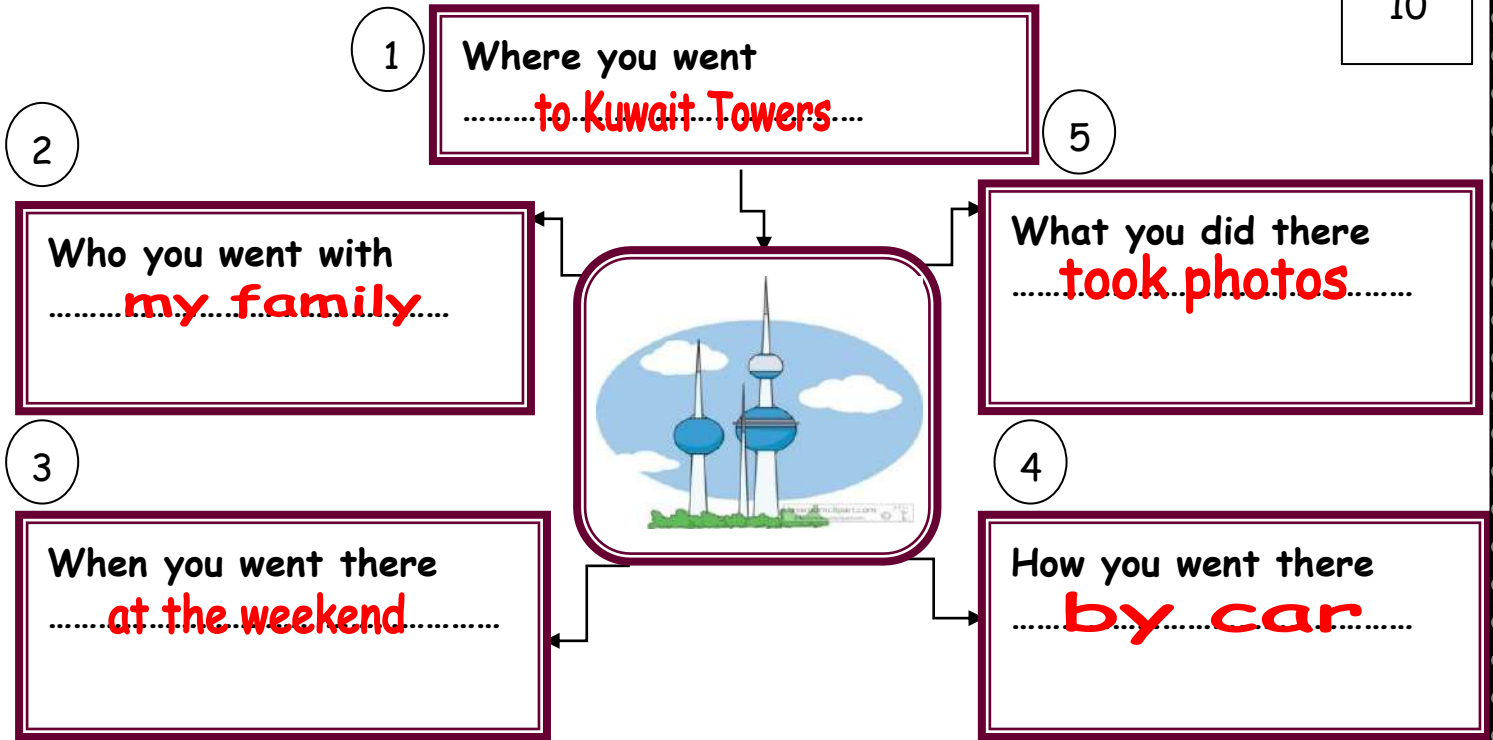 10
1
Where you went
to Kuwait Towers
2
Who you went with
my family
3
When you went there
at the weekend
4
How you went there
by car
5
What you did there
took photos